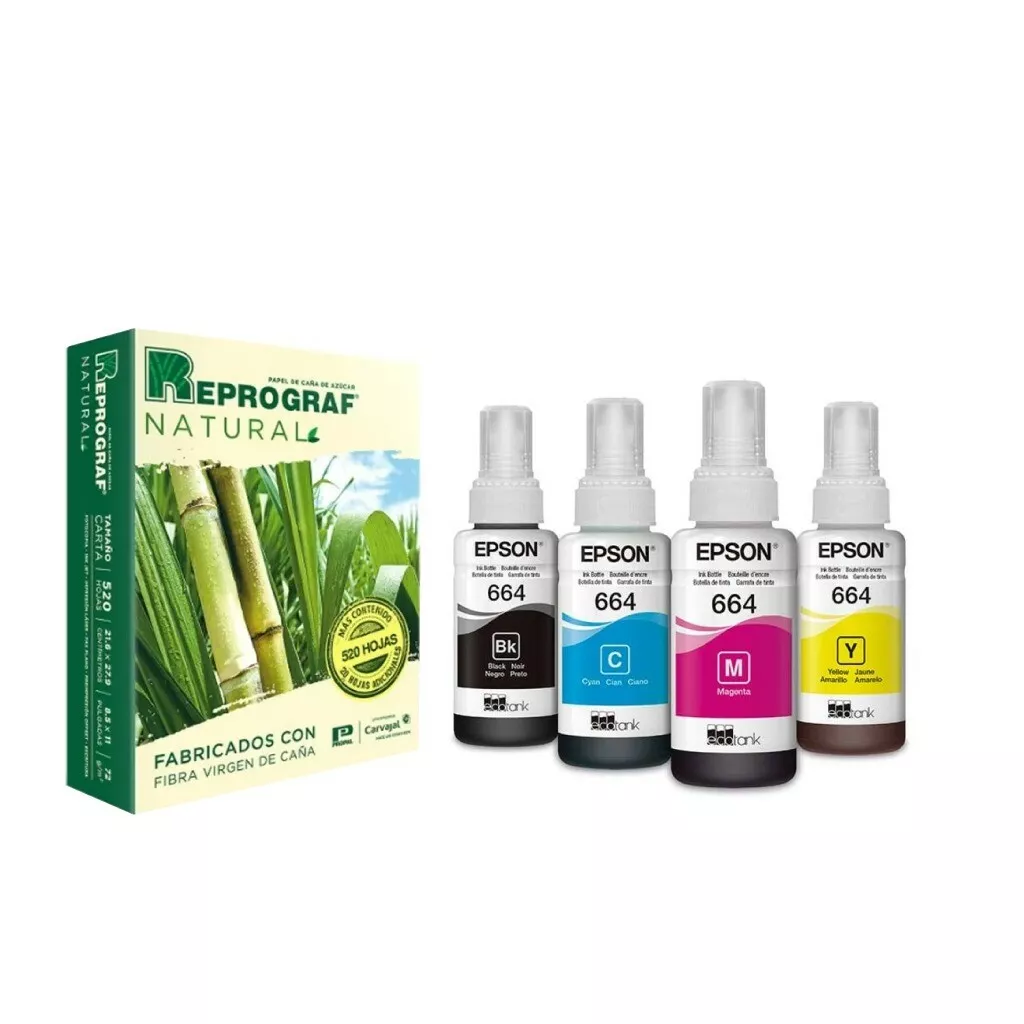 REPROGRAF®
NATURAL
TAMAÑO
CARTA
520
HOJAS
21.6 x 27.9
CENTÍMETROS
8.5 x 11
PULGADAS
72
g/m²
PAPEL DE CAÑA DE AZÚCAR
REPROGRAF®
NATURAL
MÁS CONTENIDO
520 HOJAS
20 HOJAS ADICIONALES
FABRICADOS CON
FIBRA VIRGEN DE CAÑA
PROPAL
Carvajal
EPSON®
Ink Bottle Bouteille d'encre
Botella de tinta Garrafa de tinta
664
Bk
Black Noir
Negro Preto
ecotank
EPSON®
Ink Bottle Bouteille d'encre
Botella de tinta Garrafa de tinta
664
C
Cyan Cian Ciano
ecotank
EPSON®
Ink Bottle Bouteille d'encre
Botella de tinta Garrafa de tinta
664
M
Magenta
ecotank
EPSON®
Ink Bottle Bouteille d'encre
Botella de tinta Garrafa de tinta
664
Y
Yellow Jaune
Amarillo Amarelo
ecotank